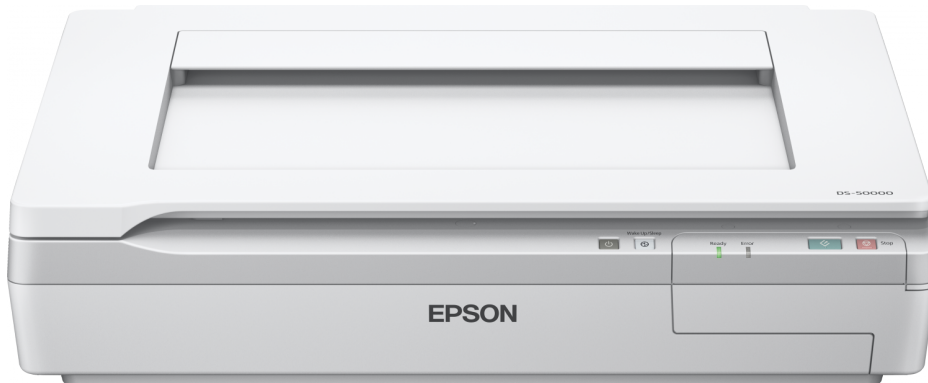 DS-50000
Wake Up/Sleep
Ready Error
Stop
EPSON